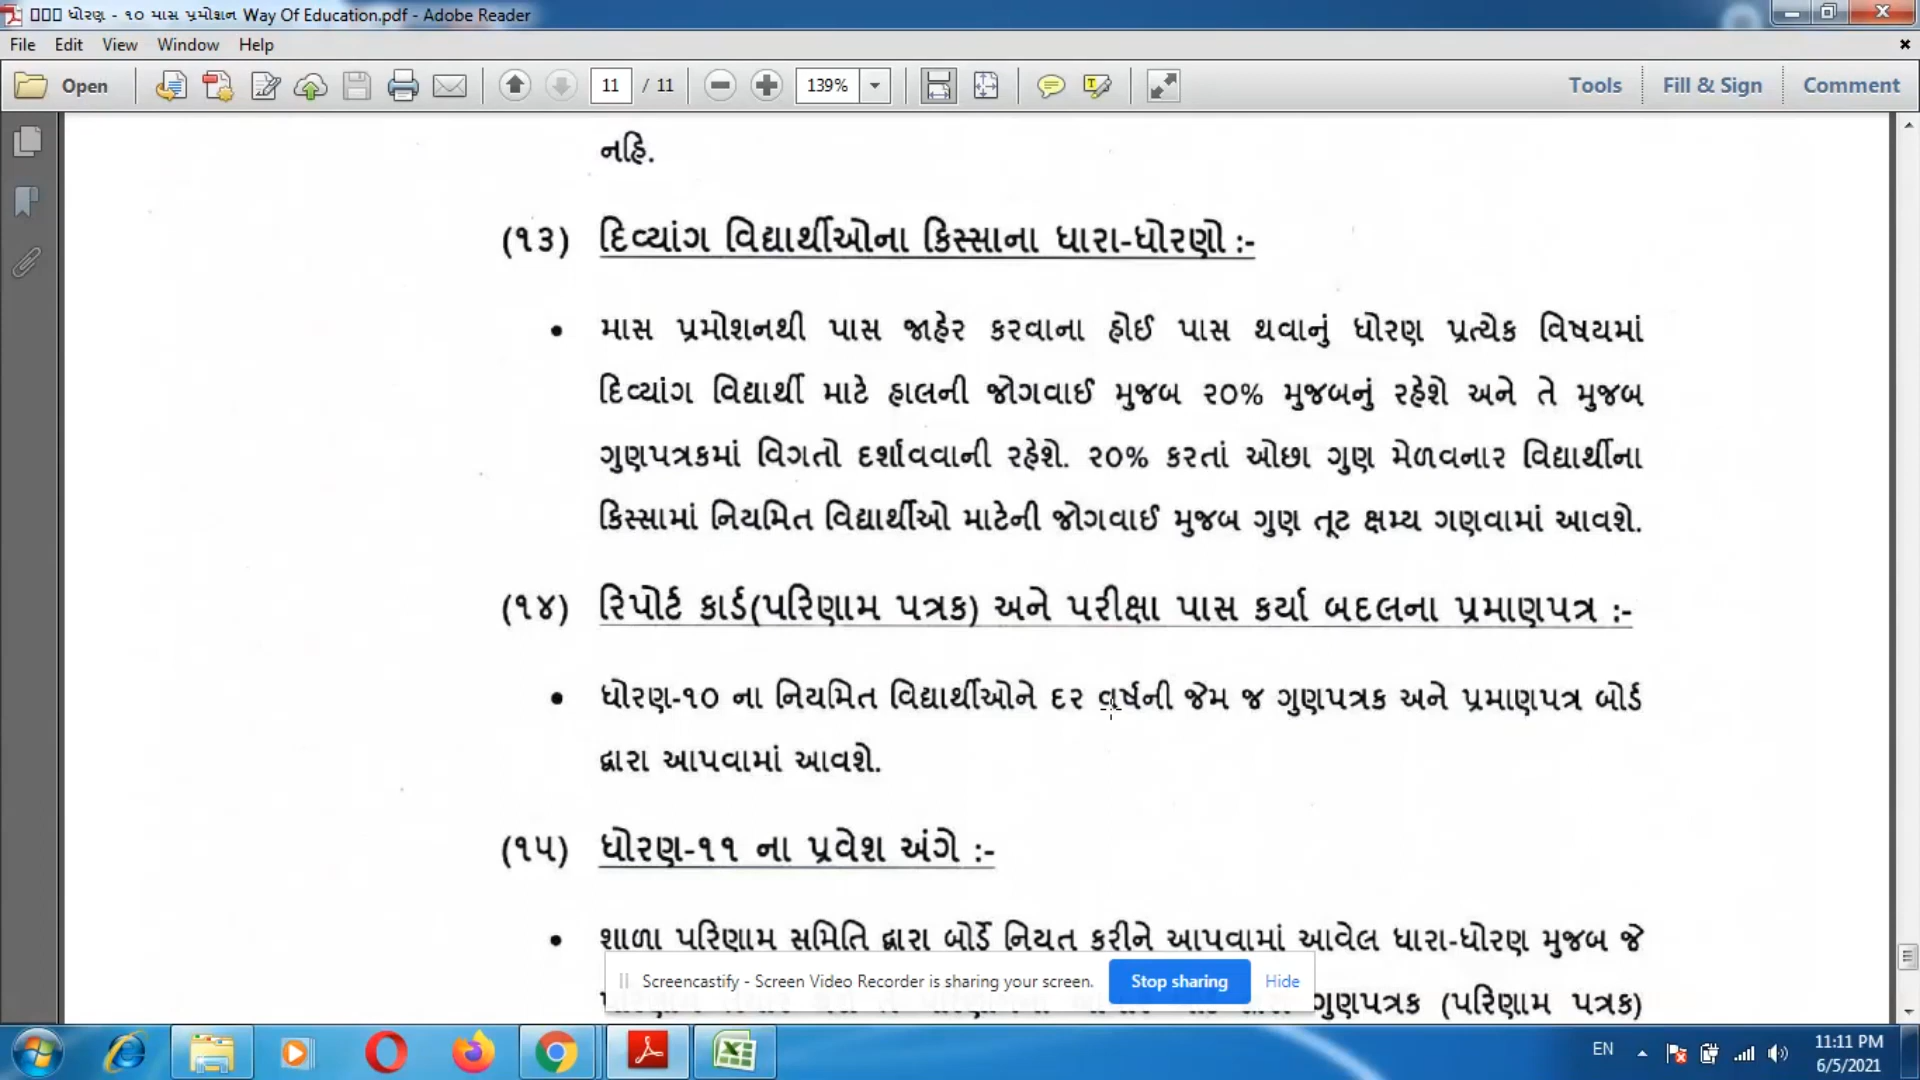 ધોરણ - ૧૦ માસ પ્રમોશન Way Of Education.pdf - Adobe Reader
File Edit View Window Help
Open 11 / 11 139% Tools Fill & Sign Comment
નહિ.
(૧૩) દિવ્યાંગ વિદ્યાર્થીઓના કિસ્સાના ધારા-ધોરણો :-
• માસ પ્રમોશનથી પાસ જાહેર કરવાના હોઈ પાસ થવાનું ધોરણ પ્રત્યેક વિષયમાં
દિવ્યાંગ વિદ્યાર્થી માટે હાલની જોગવાઈ મુજબ ૨૦% મુજબનું રહેશે અને તે મુજબ
ગુણપત્રકમાં વિગતો દર્શાવવાની રહેશે. ૨૦% કરતાં ઓછા ગુણ મેળવનાર વિદ્યાર્થીના
કિસ્સામાં નિયમિત વિદ્યાર્થીઓ માટેની જોગવાઈ મુજબ ગુણ તૂટ ક્ષમ્ય ગણવામાં આવશે.
(૧૪) રિપોર્ટ કાર્ડ(પરિણામ પત્રક) અને પરીક્ષા પાસ કર્યા બદલના પ્રમાણપત્ર :-
• ધોરણ-૧૦ ના નિયમિત વિદ્યાર્થીઓને દર વર્ષની જેમ જ ગુણપત્રક અને પ્રમાણપત્ર બોર્ડ
દ્વારા આપવામાં આવશે.
(૧૫) ધોરણ-૧૧ ના પ્રવેશ અંગે :-
• શાળા પરિણામ સમિતિ દ્વારા બોર્ડે નિયત કરીને આપવામાં આવેલ ધારા-ધોરણ મુજબ જે
ગુણપત્રક (પરિણામ પત્રક)
Screencastify - Screen Video Recorder is sharing your screen. Stop sharing Hide
EN 11:11 PM
6/5/2021